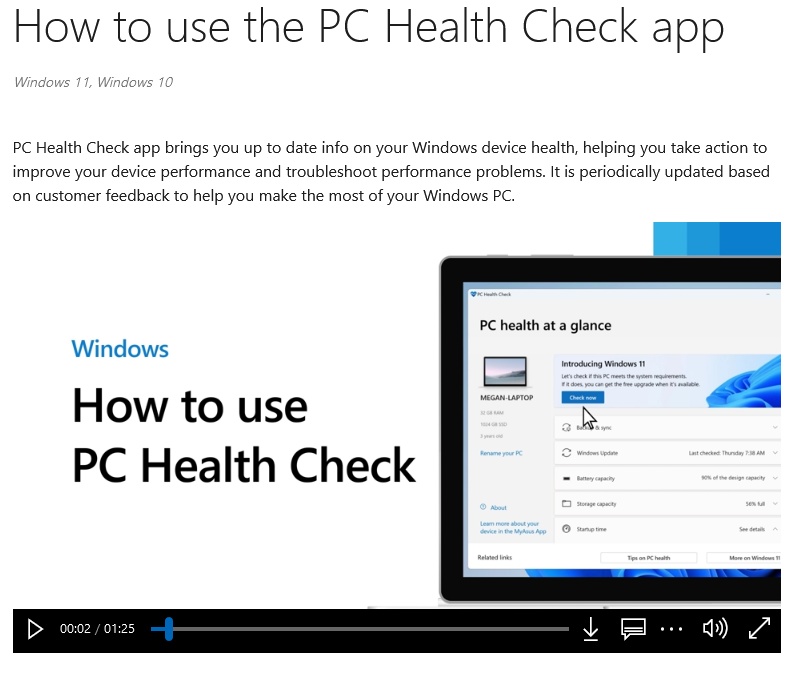 How to use the PC Health Check app
Windows 11, Windows 10
PC Health Check app brings you up to date info on your Windows device health, helping you take action to
improve your device performance and troubleshoot performance problems. It is periodically updated based
on customer feedback to help you make the most of your Windows PC.
Windows
How to use
PC Health Check
PC Health Check
PC health at a glance
MEGAN-LAPTOP
32 GB RAM
1024 GB SSD
3 years old
Rename your PC
About
Learn more about your
device in the MyAsus App
Introducing Windows 11
Let's check if this PC meets the system requirements.
If it does, you can get the free upgrade when it's available.
Check now
& sync
Windows Update Last checked: Thursday 7:38 AM
Battery capacity 90% of the design capacity
Storage capacity 56% full
Startup time See details
Related links Tips on PC health More on Windows 11
00:02 / 01:25